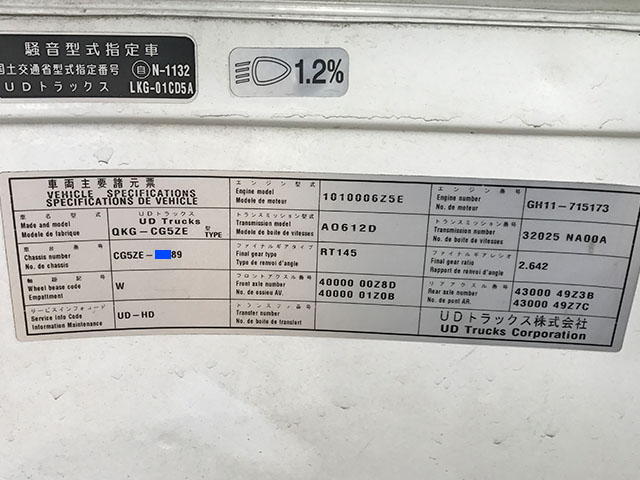 騒音型式指定車
国土交通省型式指定番号 自 N-1132
UDトラックス LKG-01CD5A
1.2%
車両主要諸元票
VEHICLE SPECIFICATIONS
SPECIFICATIONS DE VEHICLE
車名型式
Made and model
Modele de fabrique
UDトラックス
UD Trucks
QKG-CG5ZE 型 TYPE
車台番号
Chassis number
No. de chassis
CG5ZE- 89
軸距記号
Wheel bease code
Empattment
W
サービスインフォコード
Service info Code
Information Maintenance
UD-HD
エンジン型式
Engine model
Modele de moteur
1010006Z5E
トランスミッション型式
Transmission model
Modele de boite de vitesses
AO612D
ファイナルギアタイプ
Final gear type
Type de renvoi d'angle
RT145
フロントアクスル番号
Front axle number
No. de essieu AV.
40000 00Z8D
40000 01Z0B
トランスファ番号
Transfer number
No. de boite de transfert
エンジン番号
Engine number
No. de moteur
GH11-715173
トランスミッション番号
Transmission number
No. de boite de vitesses
32025 NA00A
ファイナルギアレシオ
Final gear ratio
Rapport de renvoi d'angle
2.642
リアアクスル番号
Rear axle number
No. de pont AR.
43000 49Z3B
43000 49Z7C
UDトラックス株式会社
UD Trucks Corporation